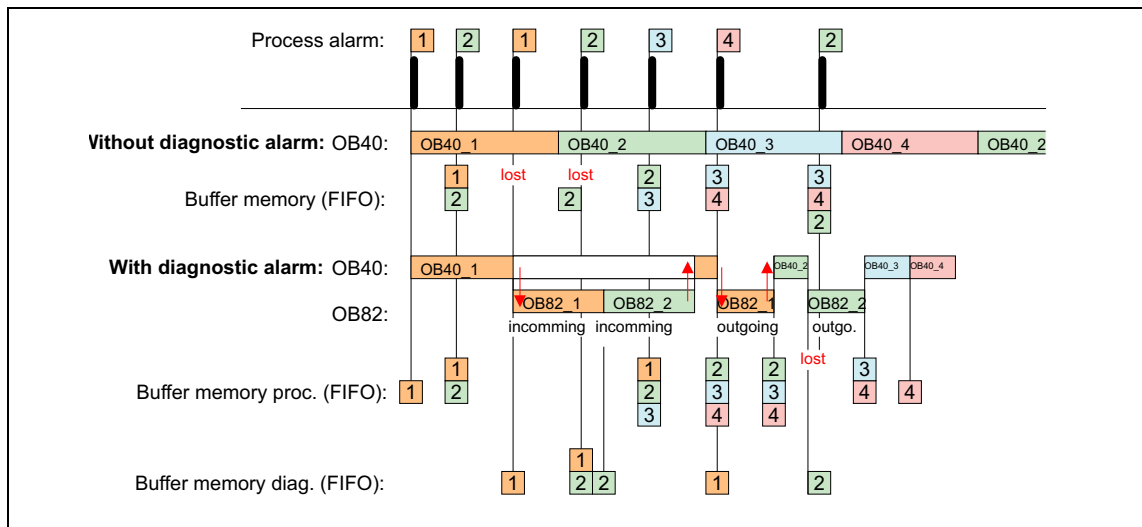 Process alarm: 1 2 1 2 3 4 2
Without diagnostic alarm: OB40: OB40_1 OB40_2 OB40_3 OB40_4 OB40_2
1 lost lost 2 3 3
Buffer memory (FIFO): 2 2 3 4 4
2
With diagnostic alarm: OB40: OB40_1 OB40_2 OB40_3 OB40_4
OB82: OB82_1 OB82_2 OB82_1 OB82_2
incomming incomming outgoing outgo.
lost
1 1 2 2 3
Buffer memory proc. (FIFO): 1 2 2 3 3 4 4
3 4 4
1
Buffer memory diag. (FIFO): 1 2 2 1 2